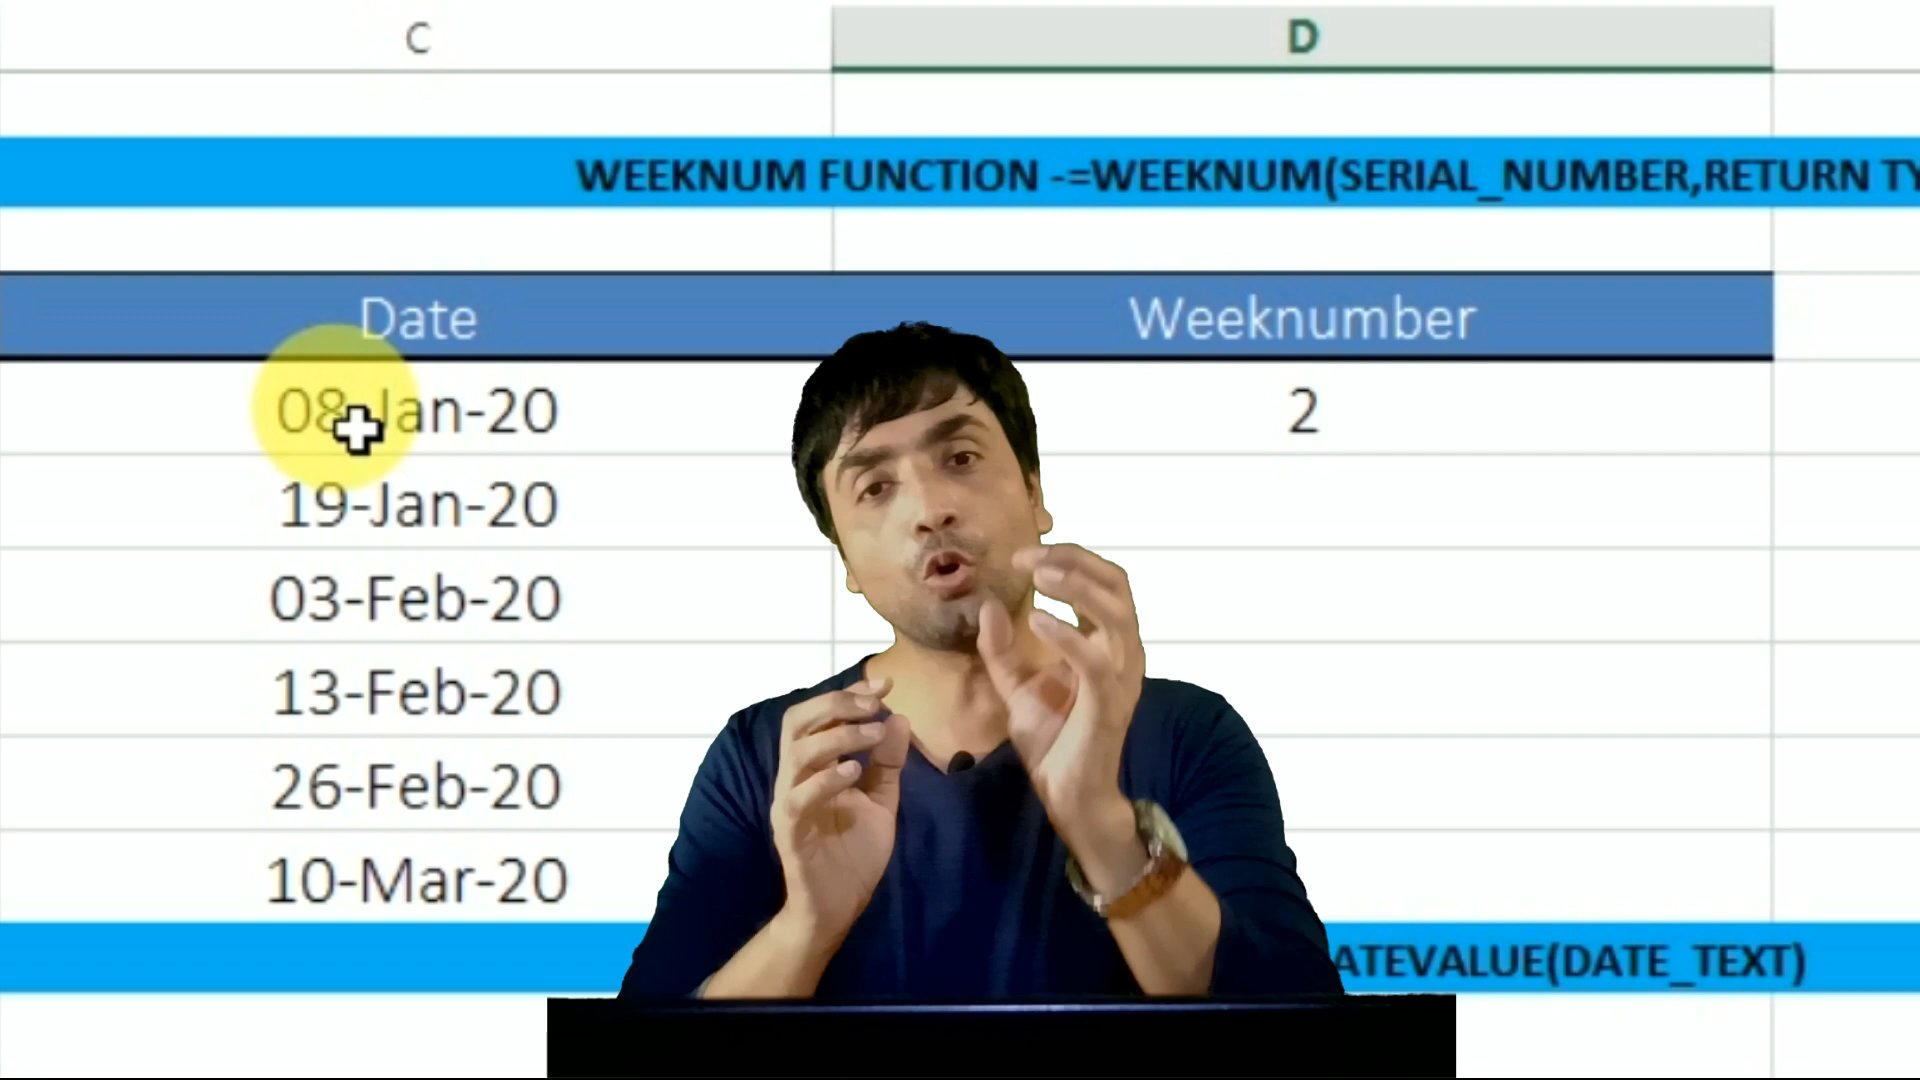 C D
WEEKNUM FUNCTION -=WEEKNUM(SERIAL_NUMBER,RETURN TY
Date Weeknumber
08-Jan-20 2
19-Jan-20
03-Feb-20
13-Feb-20
26-Feb-20
10-Mar-20
ATEVALUE(DATE_TEXT)